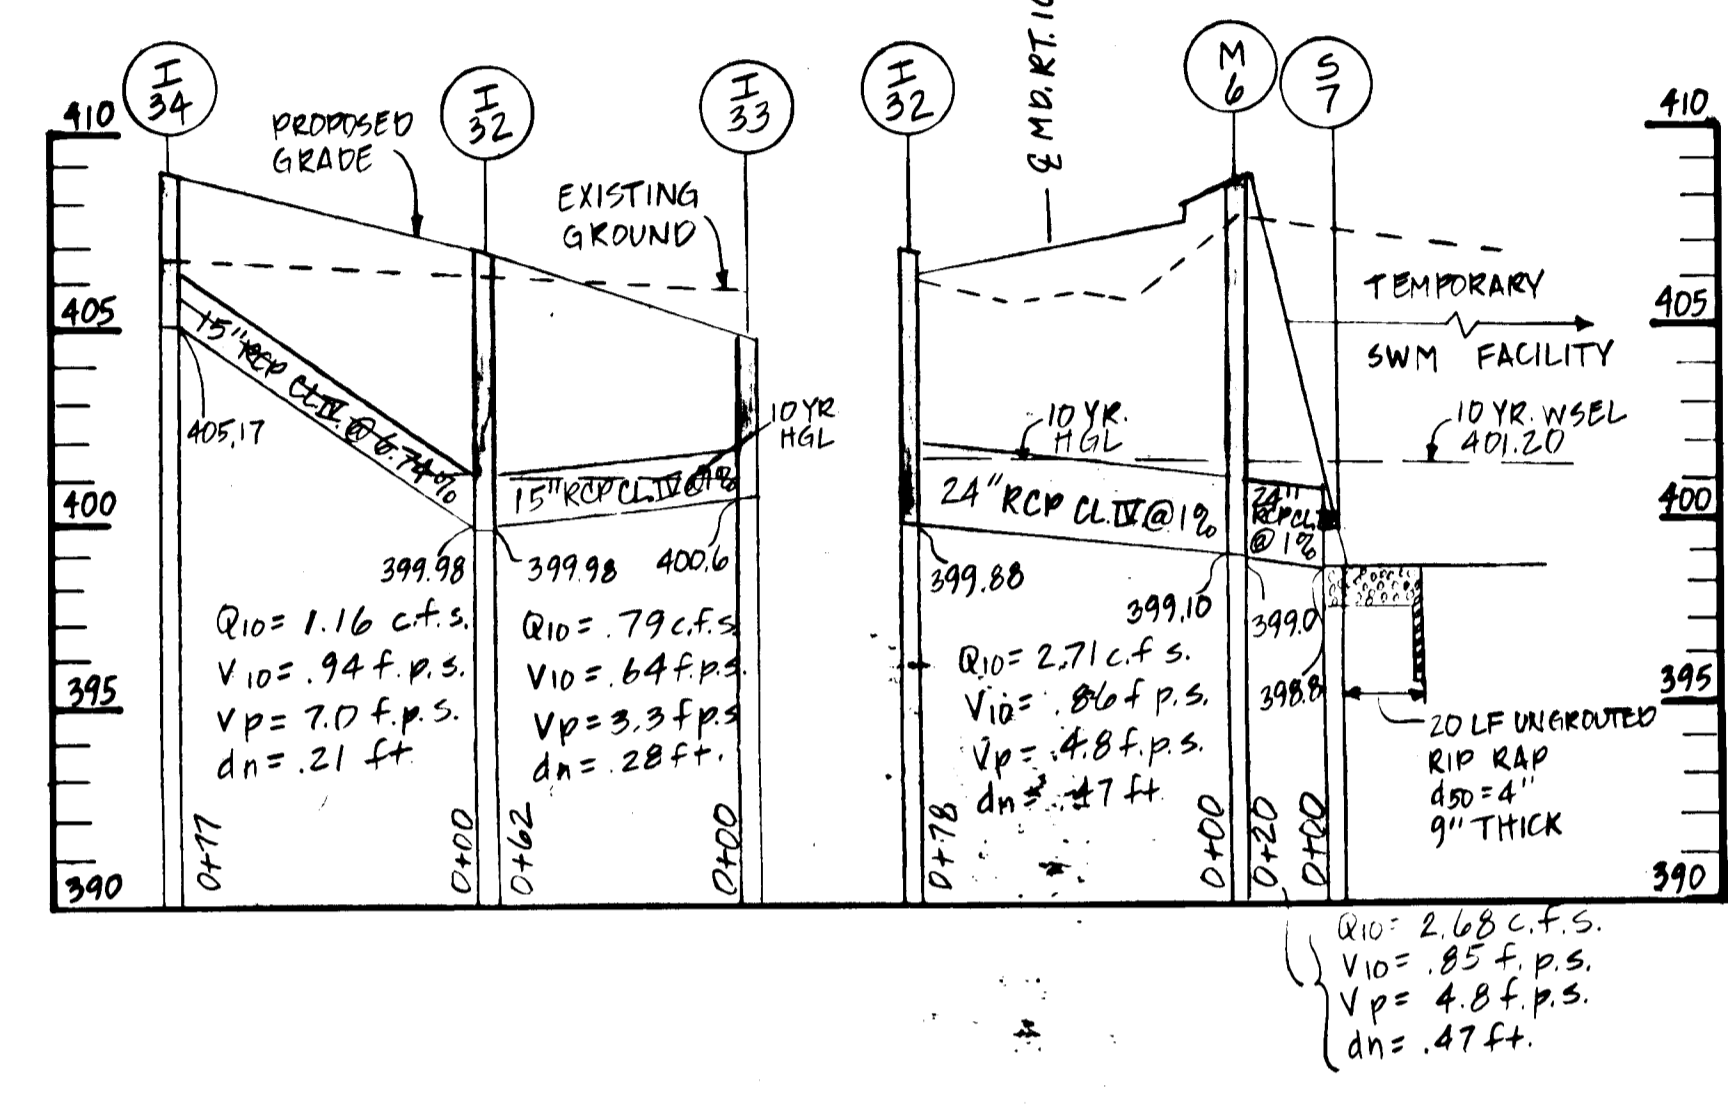 I
34
I
32
I
33
I
32
M
6
S
7
℄ MD. RT.
410
405
400
395
390
PROPOSED
GRADE
EXISTING
GROUND
15" RCP CL. IV. @ 6.74%
405.17
15" RCP CL. IV @ 1%
10 YR
HGL
399.98
399.98
400.6
Q10 = 1.16 c.f.s.
V10 = .94 f.p.s.
Vp = 7.0 f.p.s.
dn = .21 ft
Q10 = .79 c.f.s.
V10 = .64 f.p.s.
Vp = 3.3 fps
dn = .28 ft.
0+77
0+00
0+62
0+00
10 YR.
HGL
24" RCP CL. IV @ 1%
24"
RCP CL.
@ 1%
399.88
399.10
399.0
398.8
Q10 = 2.71 c.f s.
V10 = .86 f p.s.
Vp = 4.8 f.p.s.
dn = .47 ft
0+78
0+00
0+20
0+00
TEMPORARY
SWM FACILITY
10 YR. WSEL
401.20
20 LF UNGROUTED
RIP RAP
d50 = 4"
9" THICK
410
405
400
395
390
Q10 = 2.68 c.f.s.
V10 = .85 f.p.s.
Vp = 4.8 f.p.s.
dn = .47 ft.